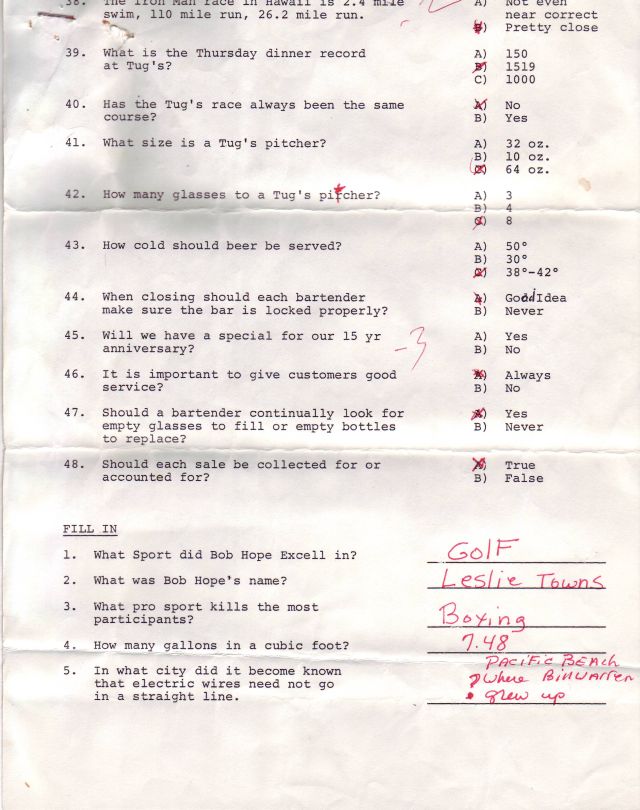 38. The Iron Man race in Hawaii is 2.4 mile A) Not even
swim, 110 mile run, 26.2 mile run. near correct
B) Pretty close
39. What is the Thursday dinner record A) 150
at Tug's? B) 1519
C) 1000
40. Has the Tug's race always been the same A) No
course? B) Yes
41. What size is a Tug's pitcher? A) 32 oz.
B) 10 oz.
C) 64 oz.
42. How many glasses to a Tug's pitcher? A) 3
B) 4
C) 8
43. How cold should beer be served? A) 50°
B) 30°
C) 38°-42°
44. When closing should each bartender A) Good Idea
make sure the bar is locked properly? B) Never
45. Will we have a special for our 15 yr A) Yes
anniversary? B) No
-3
46. It is important to give customers good A) Always
service? B) No
47. Should a bartender continually look for A) Yes
empty glasses to fill or empty bottles B) Never
to replace?
48. Should each sale be collected for or A) True
accounted for? B) False
FILL IN
1. What Sport did Bob Hope Excell in? Golf
2. What was Bob Hope's name? Leslie Towns
3. What pro sport kills the most
participants? Boxing
4. How many gallons in a cubic foot? 7.48
5. In what city did it become known Pacific Beach
that electric wires need not go ? where Bill Warren
in a straight line. grew up